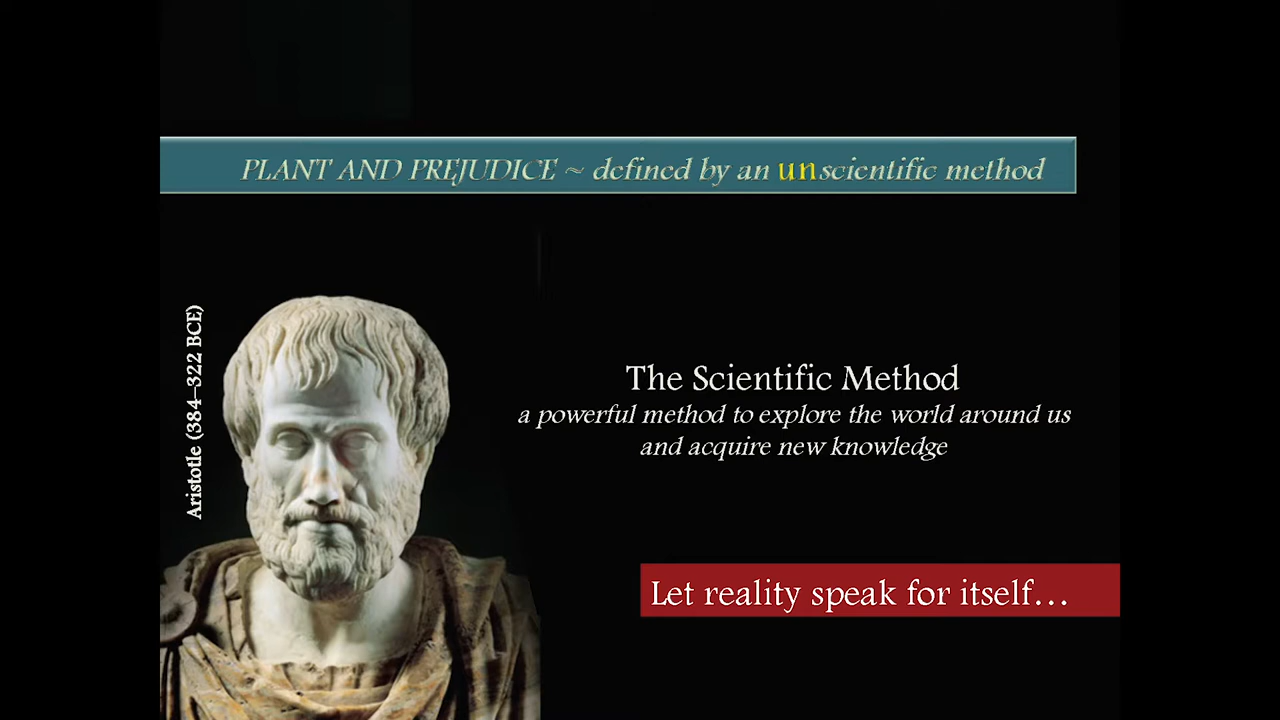 PLANT AND PREJUDICE ~ defined by an unscientific method
Aristotle (384–322 BCE)
The Scientific Method
a powerful method to explore the world around us
and acquire new knowledge
Let reality speak for itself...